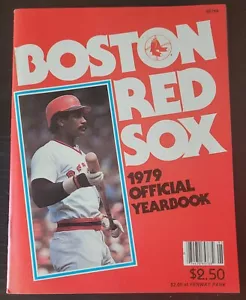 BOSTON
RED
SOX
1979
OFFICIAL
YEARBOOK
$2.50